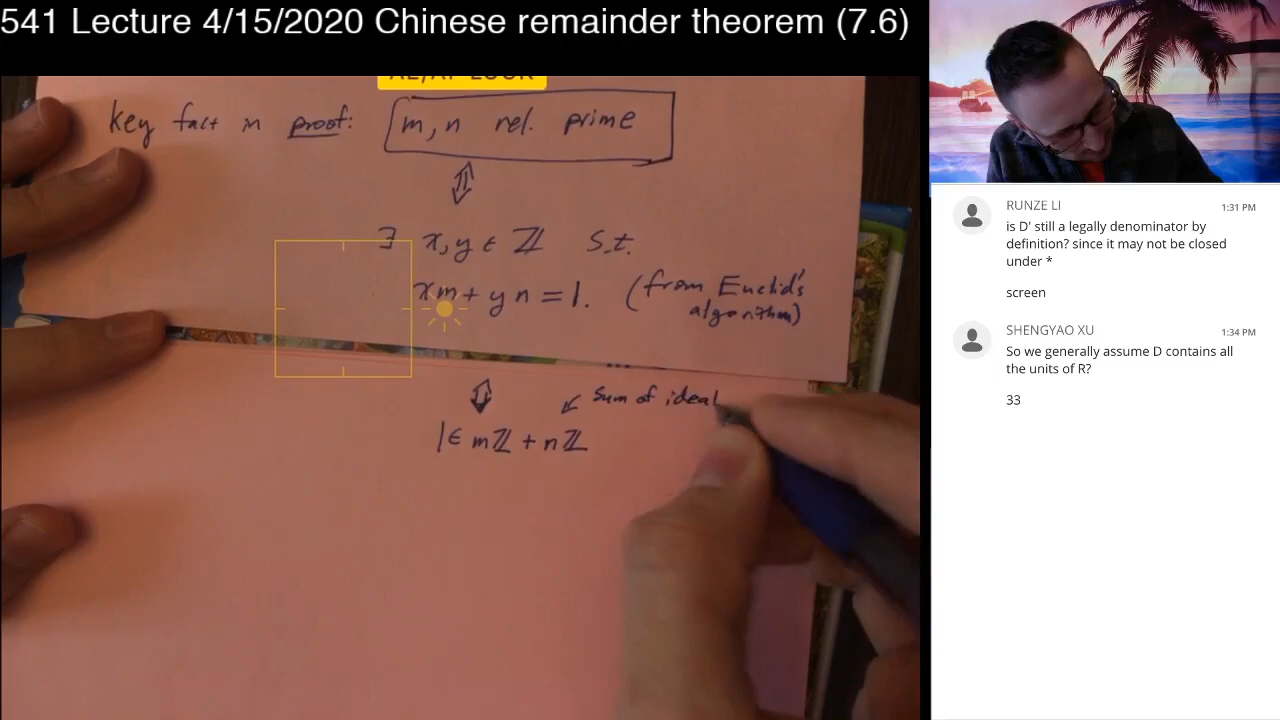 541 Lecture 4/15/2020 Chinese remainder theorem (7.6)
key fact in proof: m, n rel. prime
⇕
∃ x, y ∈ ℤ s.t.
xm + yn = 1. (from Euclid's
algorithm)
⇕ ↙ sum of ideal
1 ∈ mℤ + nℤ
RUNZE LI 1:31 PM
is D' still a legally denominator by
definition? since it may not be closed
under *
screen
SHENGYAO XU 1:34 PM
So we generally assume D contains all
the units of R?
33